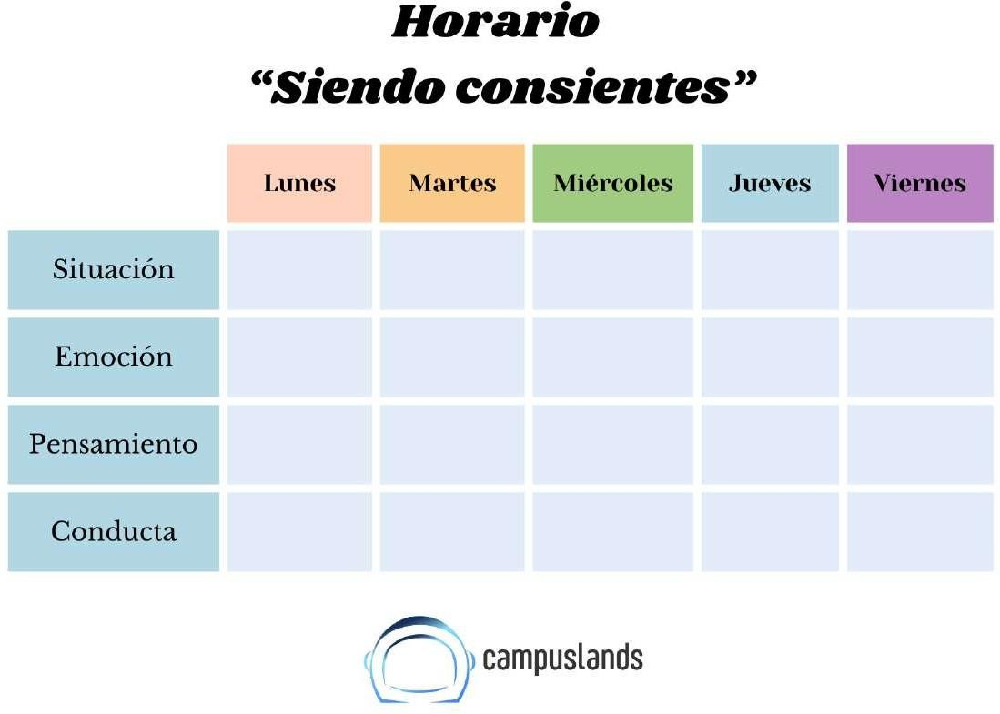 Horario
“Siendo consientes”
Lunes Martes Miércoles Jueves Viernes
Situación
Emoción
Pensamiento
Conducta
campuslands